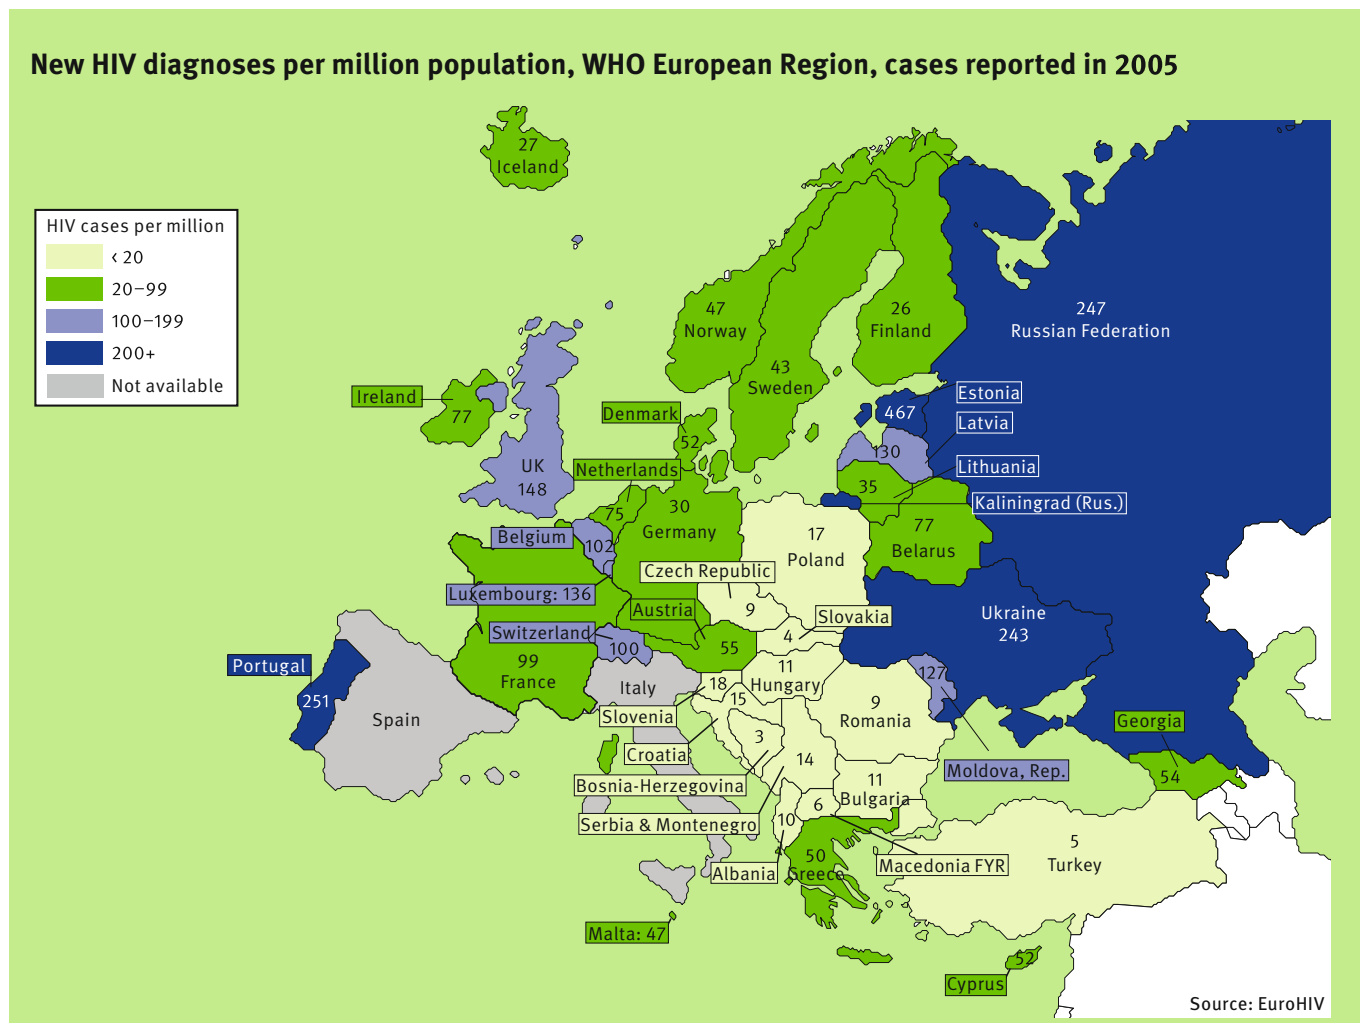 New HIV diagnoses per million population, WHO European Region, cases reported in 2005
27
Iceland
HIV cases per million
‹ 20
20–99
100–199
200+
Not available
47
Norway
43
Sweden
26
Finland
247
Russian Federation
Ireland
77
UK
148
Denmark
52
Netherlands
75
30
Germany
Estonia
467
Latvia
130
Lithuania
35
Kaliningrad (Rus.)
77
Belarus
17
Poland
Belgium
102
Luxembourg: 136
Czech Republic
9
Austria
55
Slovakia
4
Ukraine
243
Switzerland
100
99
France
Portugal
251
Spain
Italy
11
Hungary
18
Slovenia
15
Croatia
3
Bosnia-Herzegovina
14
Serbia & Montenegro
9
Romania
127
Moldova, Rep.
Georgia
54
11
Bulgaria
6
Macedonia FYR
10
Albania
50
Greece
5
Turkey
Malta: 47
52
Cyprus
Source: EuroHIV